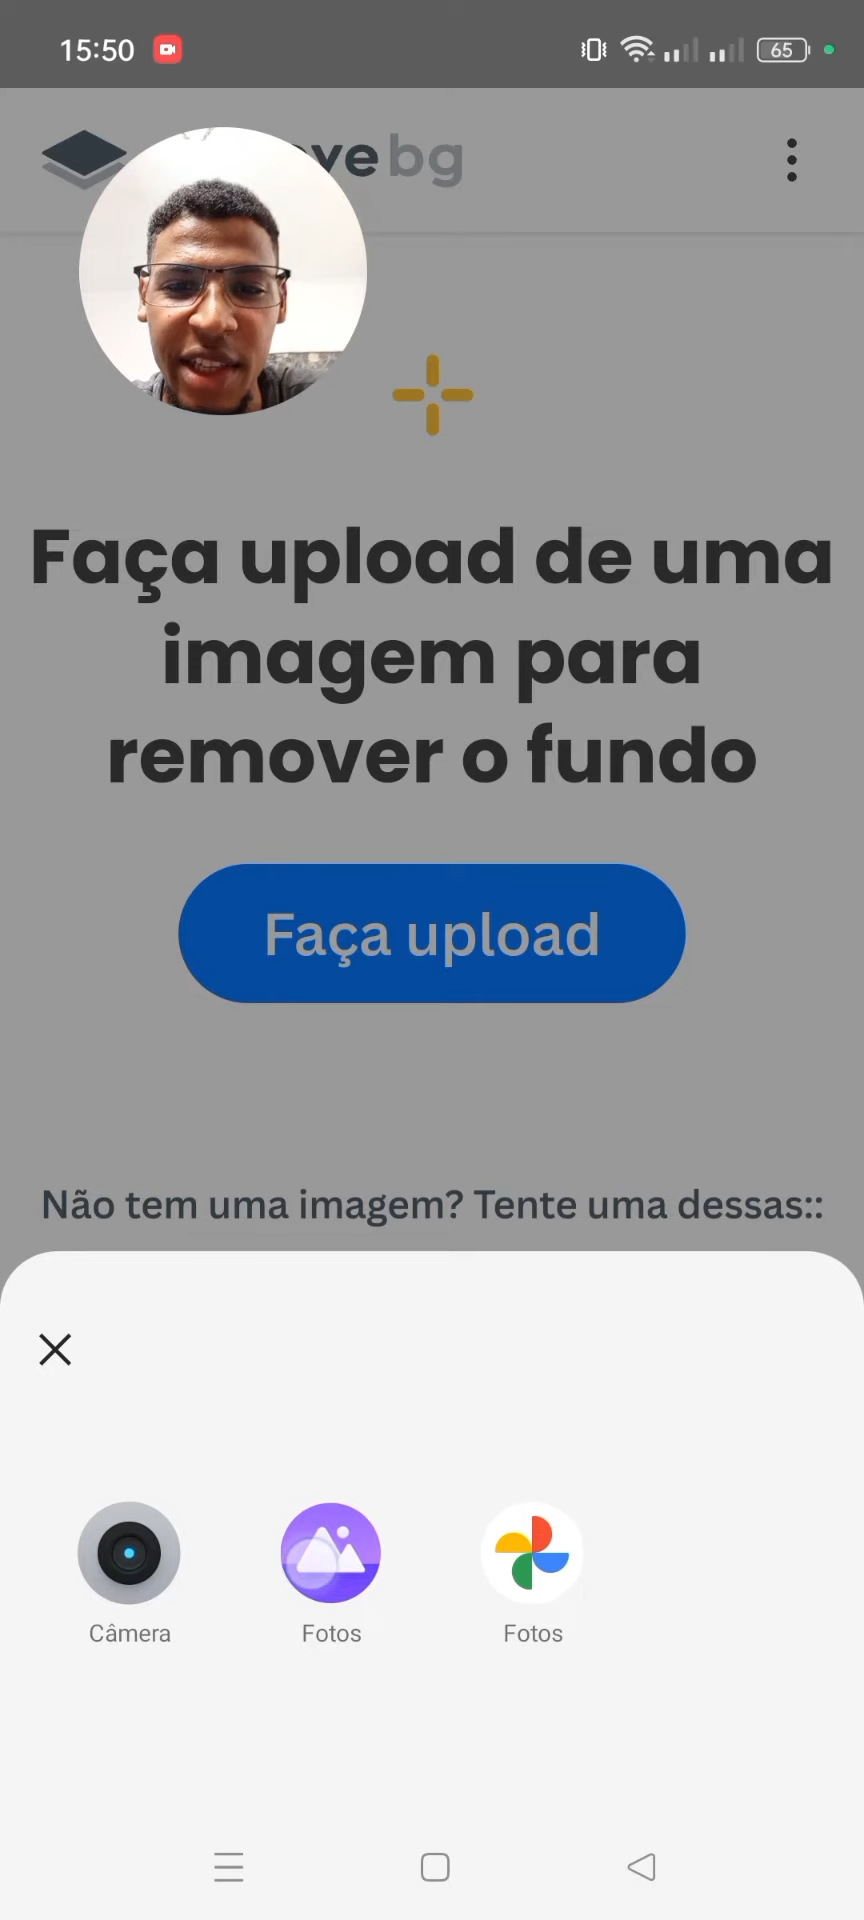 15:50
65
bg
Faça upload de uma
imagem para
remover o fundo
Faça upload
Não tem uma imagem? Tente uma dessas::
Câmera
Fotos
Fotos